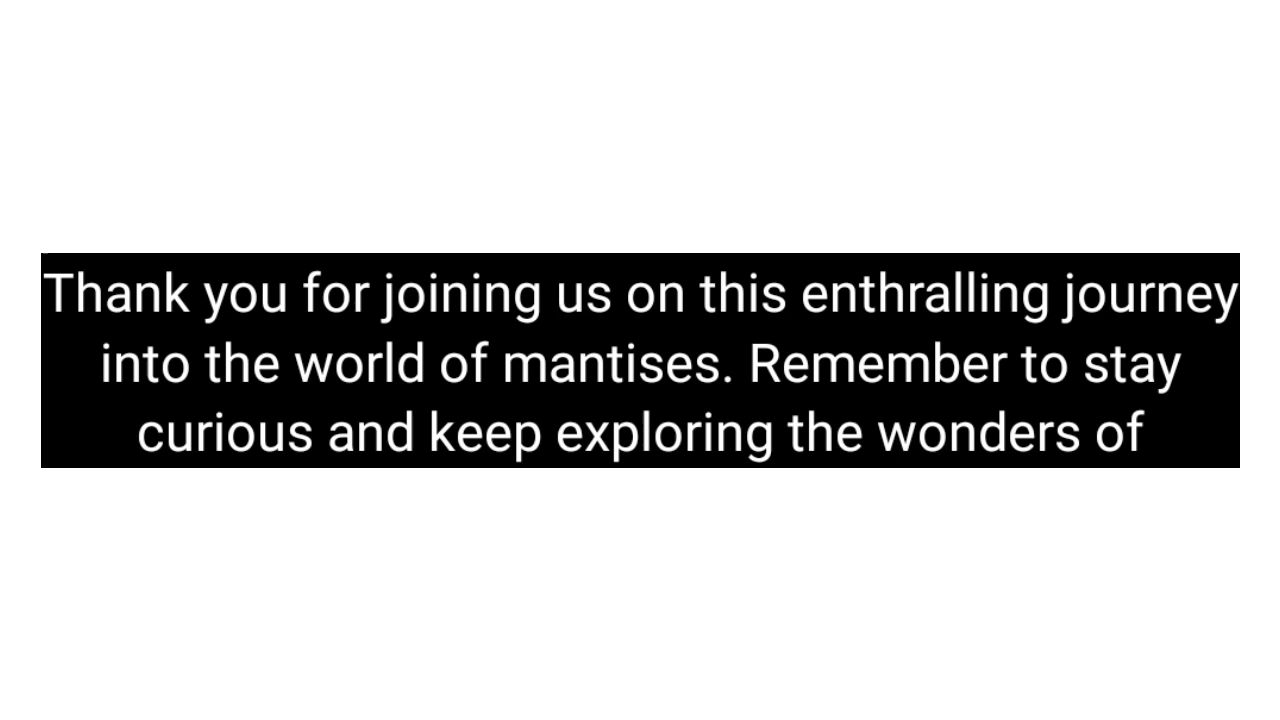 Thank you for joining us on this enthralling journey
into the world of mantises. Remember to stay
curious and keep exploring the wonders of